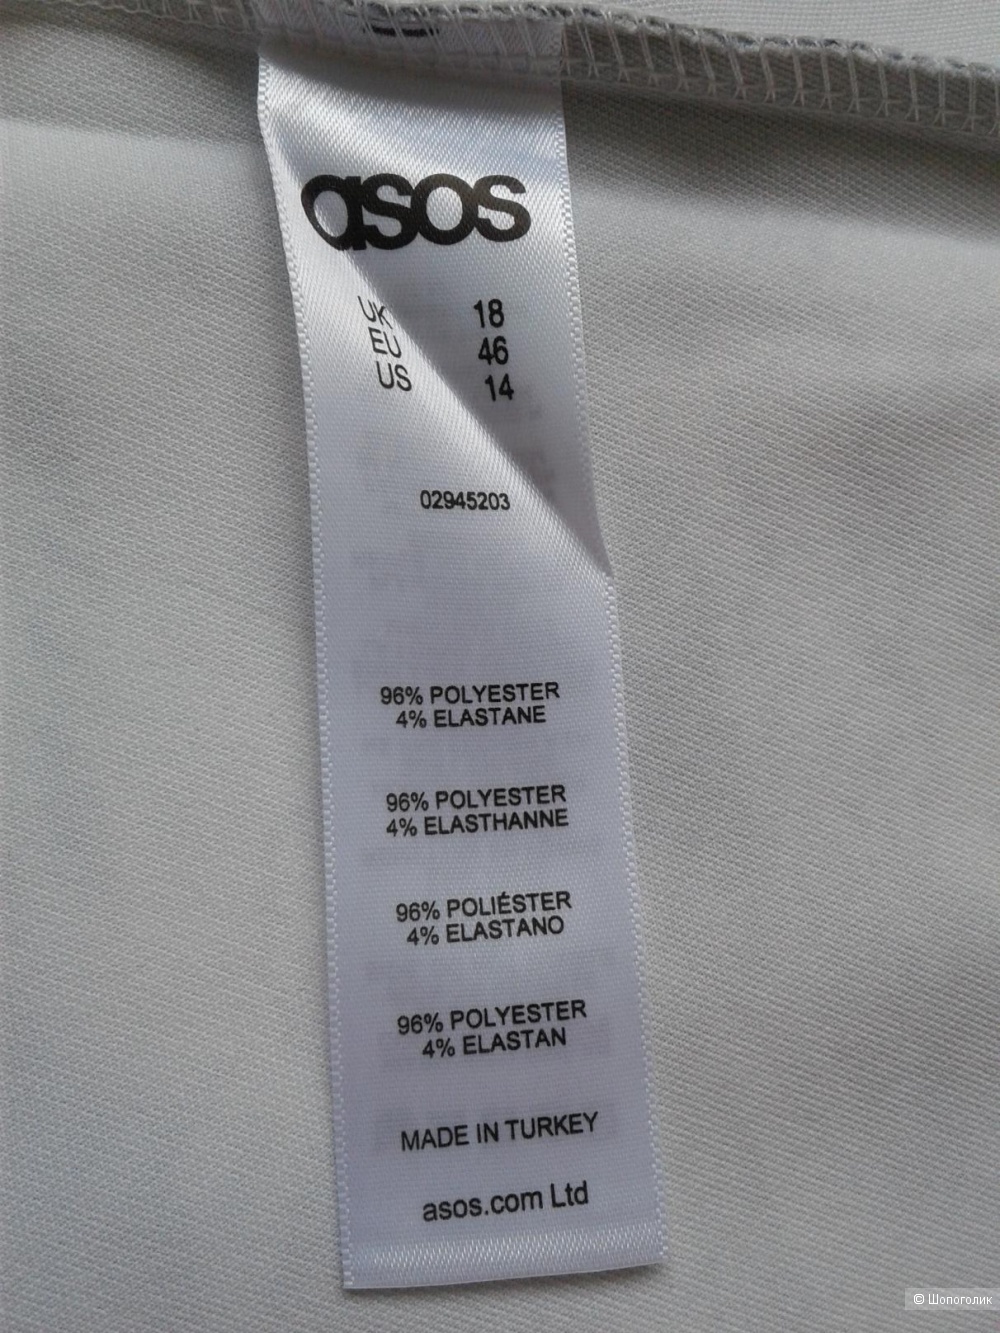 asos
UK 18
EU 46
US 14
02945203
96% POLYESTER
4% ELASTANE
96% POLYESTER
4% ELASTHANNE
96% POLIÉSTER
4% ELASTANO
96% POLYESTER
4% ELASTAN
MADE IN TURKEY
asos.com Ltd
© Шопоголик